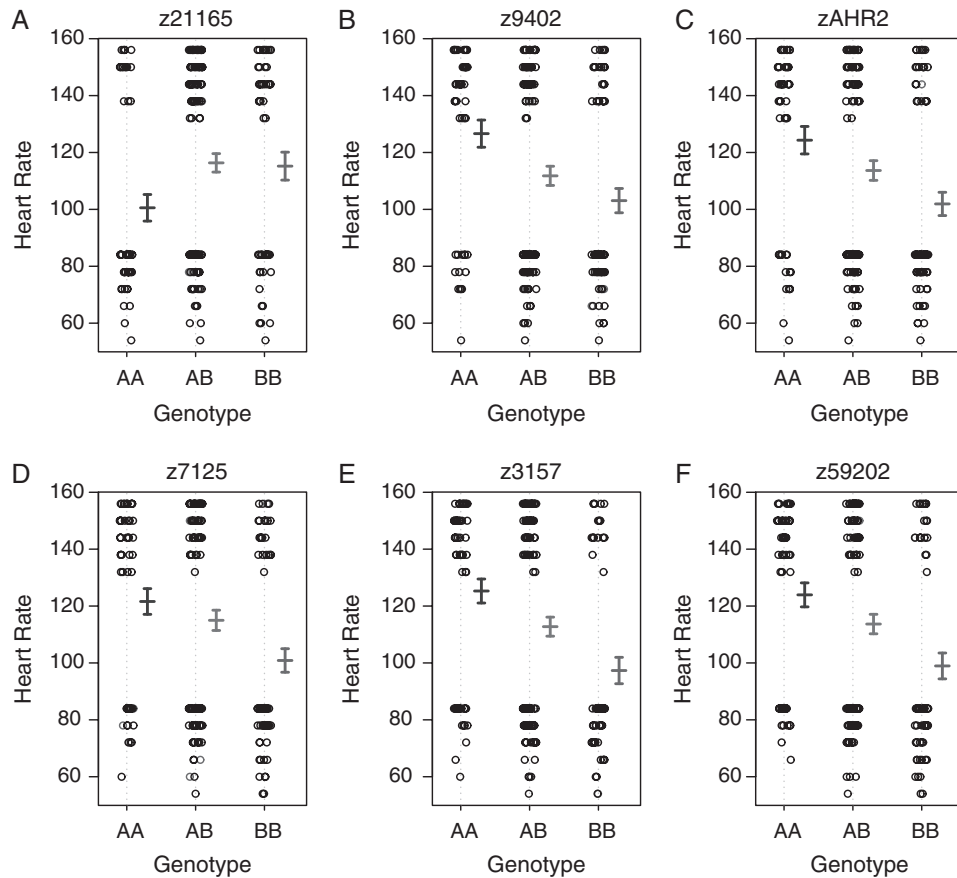 A z21165
160
140
120
100
80
60
Heart Rate
AA AB BB
Genotype
B z9402
160
140
120
100
80
60
Heart Rate
AA AB BB
Genotype
C zAHR2
160
140
120
100
80
60
Heart Rate
AA AB BB
Genotype
D z7125
160
140
120
100
80
60
Heart Rate
AA AB BB
Genotype
E z3157
160
140
120
100
80
60
Heart Rate
AA AB BB
Genotype
F z59202
160
140
120
100
80
60
Heart Rate
AA AB BB
Genotype